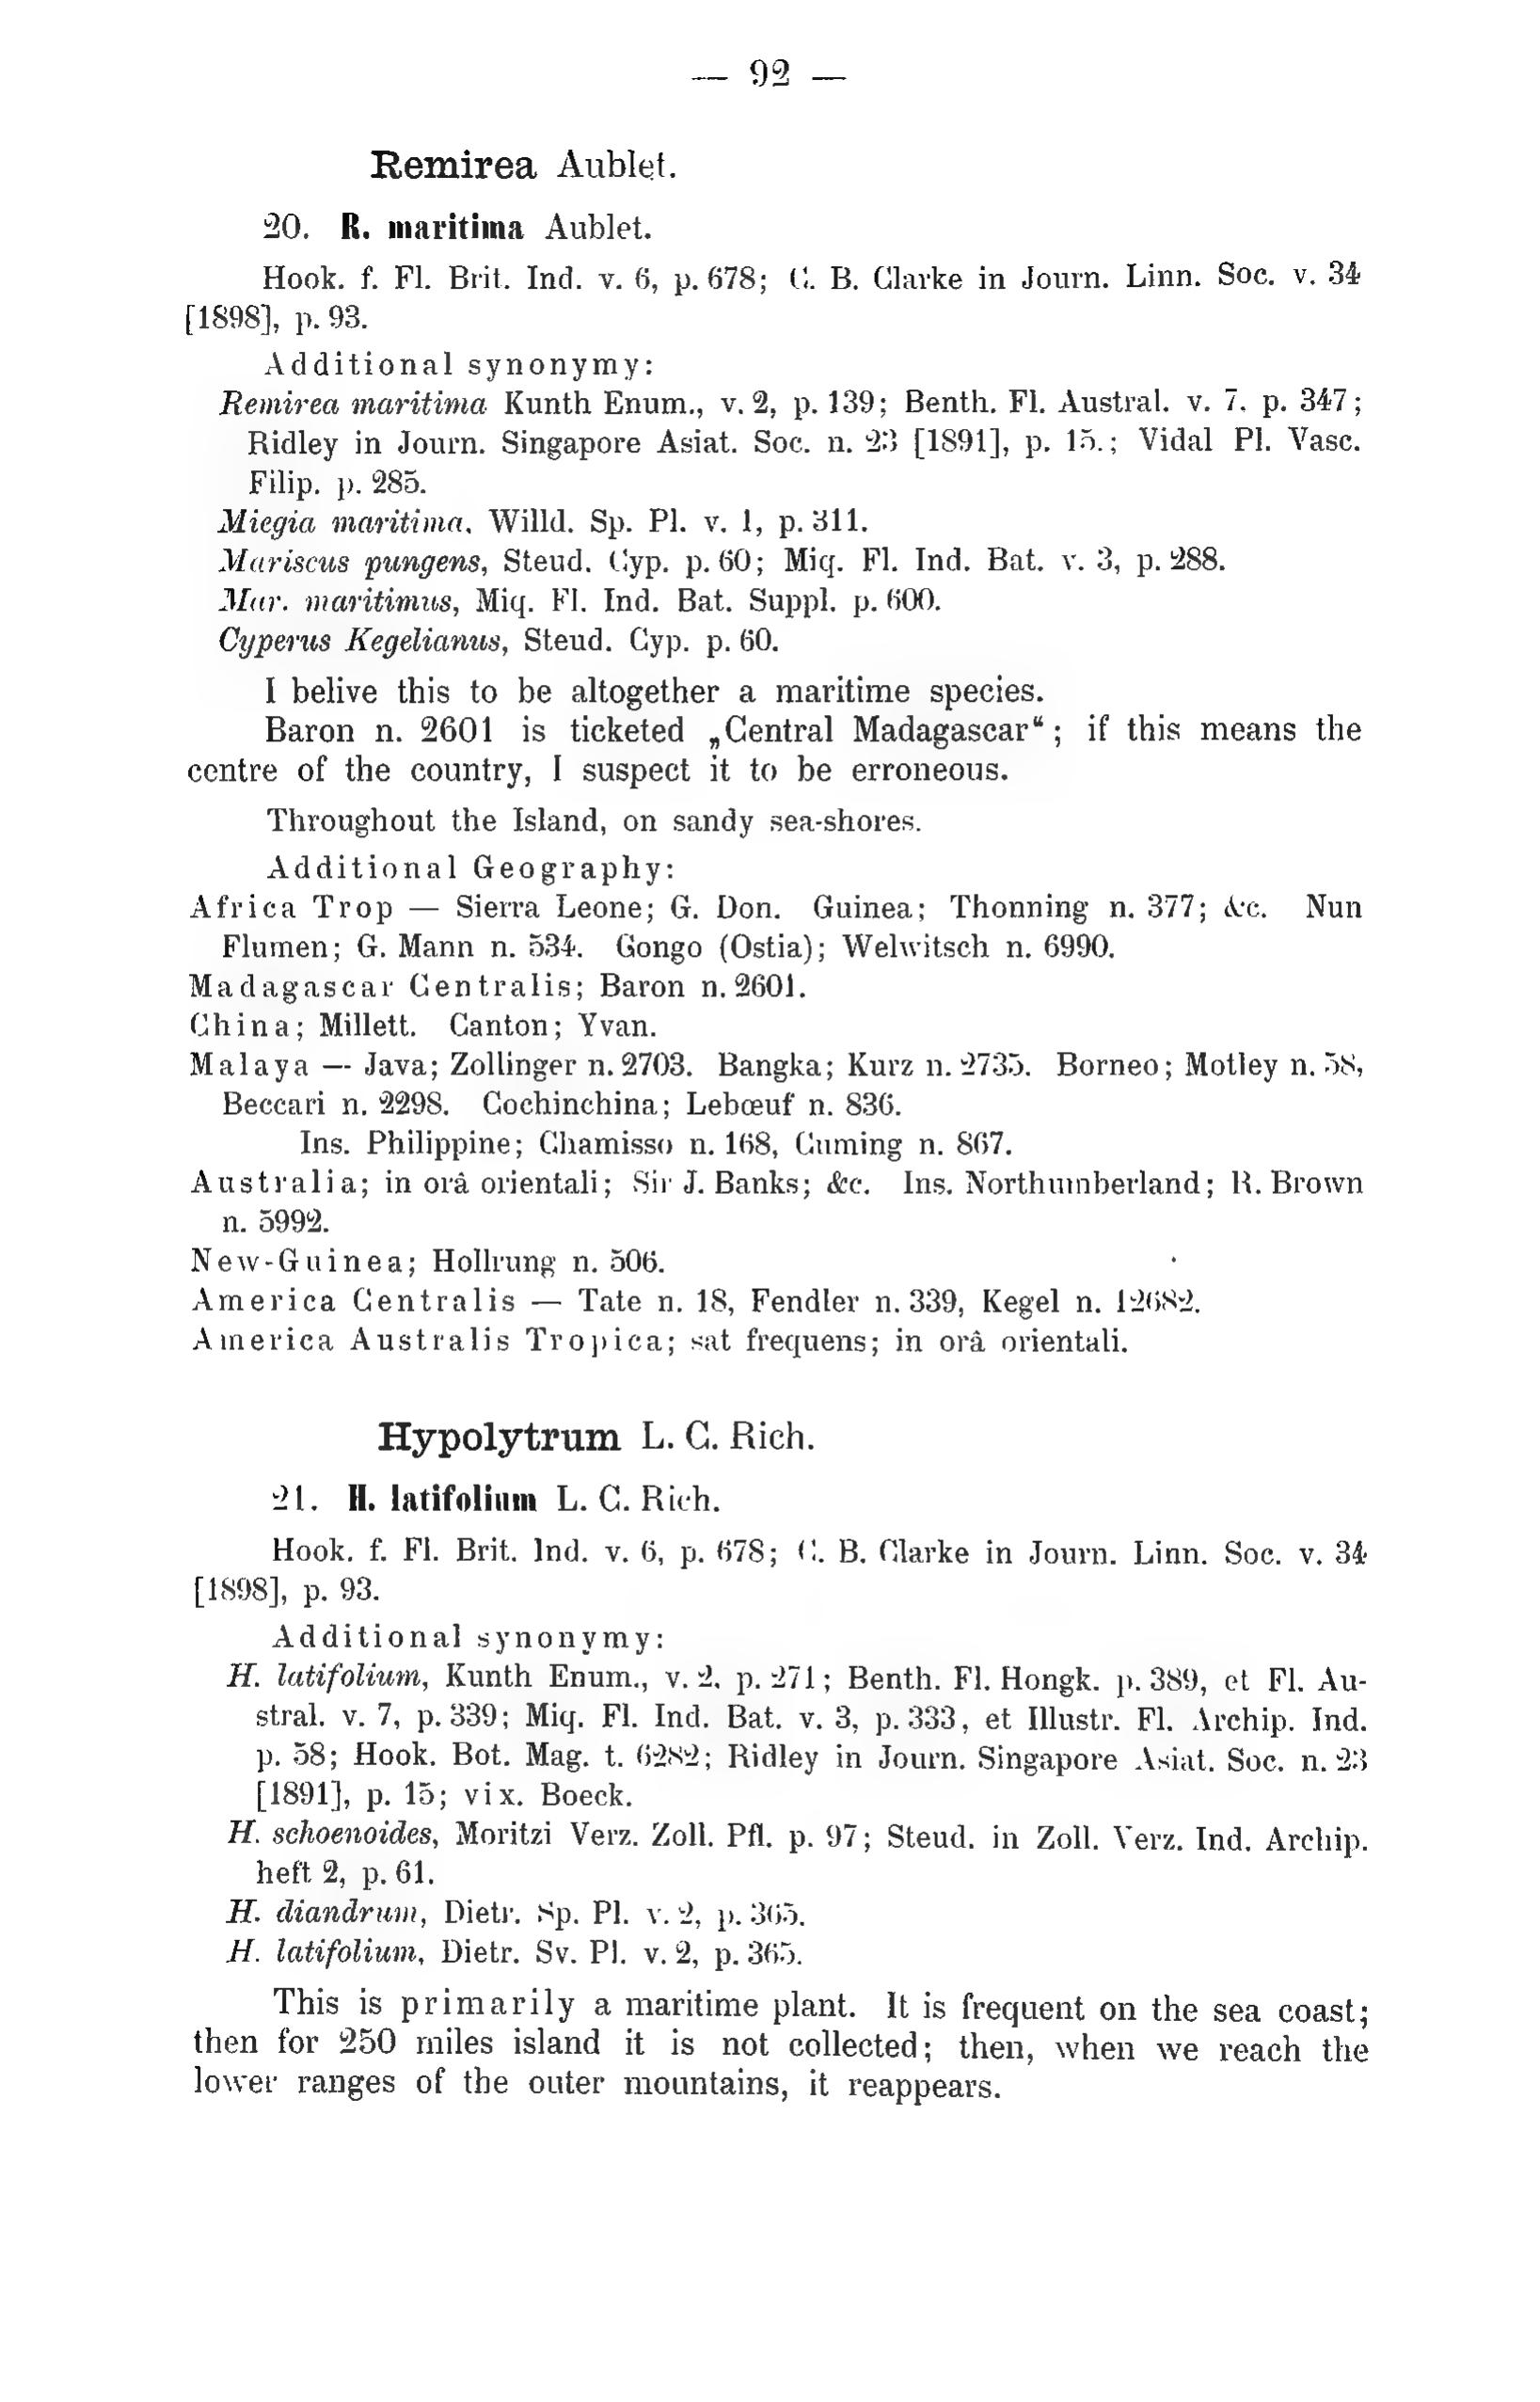 — 92 —
Remirea Aublet.
20. R. maritima Aublet.
Hook. f. Fl. Brit. Ind. v. 6, p. 678; C. B. Clarke in Journ. Linn. Soc. v. 34
[1898], p. 93.
Additional synonymy:
Remirea maritima Kunth Enum., v. 2, p. 139; Benth. Fl. Austral. v. 7. p. 347;
Ridley in Journ. Singapore Asiat. Soc. n. 23 [1891], p. 15.; Vidal Pl. Vasc.
Filip. p. 285.
Miegia maritima. Willd. Sp. Pl. v. 1, p. 311.
Mariscus pungens, Steud. Cyp. p. 60; Miq. Fl. Ind. Bat. v. 3, p. 288.
Mar. maritimus, Miq. Fl. Ind. Bat. Suppl. p. 600.
Cyperus Kegelianus, Steud. Cyp. p. 60.
I belive this to be altogether a maritime species.
Baron n. 2601 is ticketed „Central Madagascar“; if this means the
centre of the country, I suspect it to be erroneous.
Throughout the Island, on sandy sea-shores.
Additional Geography:
Africa Trop — Sierra Leone; G. Don. Guinea; Thonning n. 377; &c. Nun
Flumen; G. Mann n. 534. Gongo (Ostia); Welwitsch n. 6990.
Madagascar Centralis; Baron n. 2601.
China; Millett. Canton; Yvan.
Malaya — Java; Zollinger n. 2703. Bangka; Kurz n. 2735. Borneo; Motley n. 58,
Beccari n. 2298. Cochinchina; Lebœuf n. 836.
Ins. Philippine; Chamisso n. 168, Cuming n. 867.
Australia; in orâ orientali; Sir J. Banks; &c. Ins. Northumberland; R. Brown
n. 5992.
New-Guinea; Hollrung n. 506.
America Centralis — Tate n. 18, Fendler n. 339, Kegel n. 12682.
America Australis Tropica; sat frequens; in orâ orientali.
Hypolytrum L. C. Rich.
21. H. latifolium L. C. Rich.
Hook. f. Fl. Brit. Ind. v. 6, p. 678; C. B. Clarke in Journ. Linn. Soc. v. 34
[1898], p. 93.
Additional synonymy:
H. latifolium, Kunth Enum., v. 2. p. 271; Benth. Fl. Hongk. p. 389, et Fl. Au-
stral. v. 7, p. 339; Miq. Fl. Ind. Bat. v. 3, p. 333, et Illustr. Fl. Archip. Ind.
p. 58; Hook. Bot. Mag. t. 6282; Ridley in Journ. Singapore Asiat. Soc. n. 23
[1891], p. 15; vix. Boeck.
H. schoenoides, Moritzi Verz. Zoll. Pfl. p. 97; Steud. in Zoll. Verz. Ind. Archip.
heft 2, p. 61.
H. diandrum, Dietr. Sp. Pl. v. 2, p. 365.
H. latifolium, Dietr. Sv. Pl. v. 2, p. 365.
This is primarily a maritime plant. It is frequent on the sea coast;
then for 250 miles island it is not collected; then, when we reach the
lower ranges of the outer mountains, it reappears.